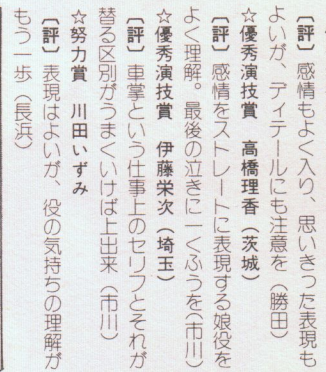 〔評〕感情もよく入り、思いきった表現も
よいが、ディテールにも注意を(勝田)
☆優秀演技賞　高橋理香(茨城)
〔評〕感情をストレートに表現する娘役を
よく理解。最後の泣きに一くふうを(市川)
☆優秀演技賞　伊藤栄次(埼玉)
〔評〕車掌という仕事上のセリフとそれが
替る区別がうまくいけば上出来(市川)
☆努力賞　川田いずみ
〔評〕表現はよいが、役の気持ちの理解が
もう一歩(長浜)